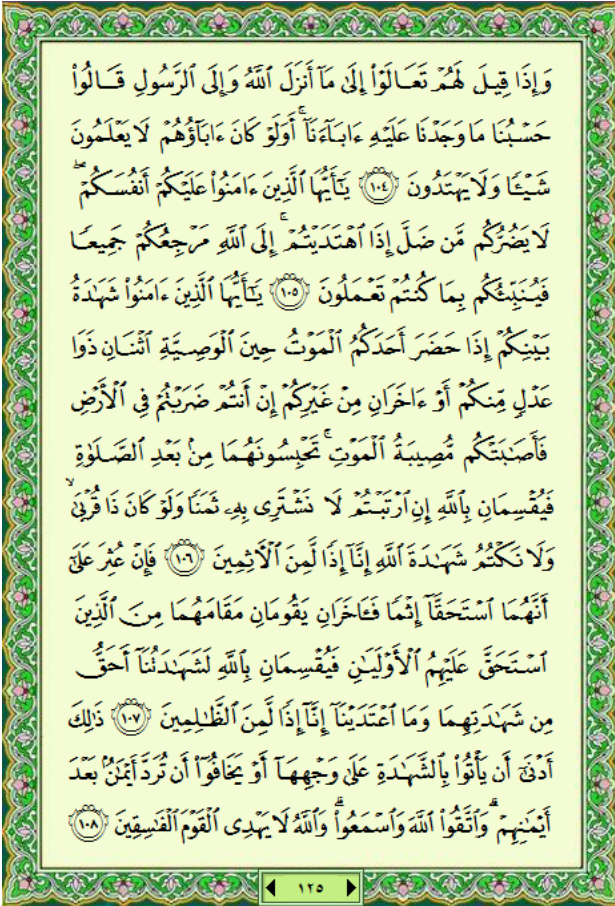 وَإِذَا قِيلَ لَهُمْ تَعَالَوْا۟ إِلَىٰ مَآ أَنزَلَ ٱللَّهُ وَإِلَى ٱلرَّسُولِ قَالُوا۟
حَسْبُنَا مَا وَجَدْنَا عَلَيْهِ ءَابَآءَنَآ ۚ أَوَلَوْ كَانَ ءَابَآؤُهُمْ لَا يَعْلَمُونَ
شَيْـًٔا وَلَا يَهْتَدُونَ ﴿١٠٤﴾ يَـٰٓأَيُّهَا ٱلَّذِينَ ءَامَنُوا۟ عَلَيْكُمْ أَنفُسَكُمْ ۖ
لَا يَضُرُّكُم مَّن ضَلَّ إِذَا ٱهْتَدَيْتُمْ ۚ إِلَى ٱللَّهِ مَرْجِعُكُمْ جَمِيعًا
فَيُنَبِّئُكُم بِمَا كُنتُمْ تَعْمَلُونَ ﴿١٠٥﴾ يَـٰٓأَيُّهَا ٱلَّذِينَ ءَامَنُوا۟ شَهَـٰدَةُ
بَيْنِكُمْ إِذَا حَضَرَ أَحَدَكُمُ ٱلْمَوْتُ حِينَ ٱلْوَصِيَّةِ ٱثْنَانِ ذَوَا
عَدْلٍ مِّنكُمْ أَوْ ءَاخَرَانِ مِنْ غَيْرِكُمْ إِنْ أَنتُمْ ضَرَبْتُمْ فِى ٱلْأَرْضِ
فَأَصَـٰبَتْكُم مُّصِيبَةُ ٱلْمَوْتِ ۚ تَحْبِسُونَهُمَا مِنۢ بَعْدِ ٱلصَّلَوٰةِ
فَيُقْسِمَانِ بِٱللَّهِ إِنِ ٱرْتَبْتُمْ لَا نَشْتَرِى بِهِۦ ثَمَنًا وَلَوْ كَانَ ذَا قُرْبَىٰ ۙ
وَلَا نَكْتُمُ شَهَـٰدَةَ ٱللَّهِ إِنَّآ إِذًا لَّمِنَ ٱلْـَٔاثِمِينَ ﴿١٠٦﴾ فَإِنْ عُثِرَ عَلَىٰٓ
أَنَّهُمَا ٱسْتَحَقَّآ إِثْمًا فَـَٔاخَرَانِ يَقُومَانِ مَقَامَهُمَا مِنَ ٱلَّذِينَ
ٱسْتَحَقَّ عَلَيْهِمُ ٱلْأَوْلَيَـٰنِ فَيُقْسِمَانِ بِٱللَّهِ لَشَهَـٰدَتُنَآ أَحَقُّ
مِن شَهَـٰدَتِهِمَا وَمَا ٱعْتَدَيْنَآ إِنَّآ إِذًا لَّمِنَ ٱلظَّـٰلِمِينَ ﴿١٠٧﴾ ذَٰلِكَ
أَدْنَىٰٓ أَن يَأْتُوا۟ بِٱلشَّهَـٰدَةِ عَلَىٰ وَجْهِهَآ أَوْ يَخَافُوٓا۟ أَن تُرَدَّ أَيْمَـٰنٌۢ بَعْدَ
أَيْمَـٰنِهِمْ ۗ وَٱتَّقُوا۟ ٱللَّهَ وَٱسْمَعُوا۟ ۗ وَٱللَّهُ لَا يَهْدِى ٱلْقَوْمَ ٱلْفَـٰسِقِينَ ﴿١٠٨﴾
١٢٥